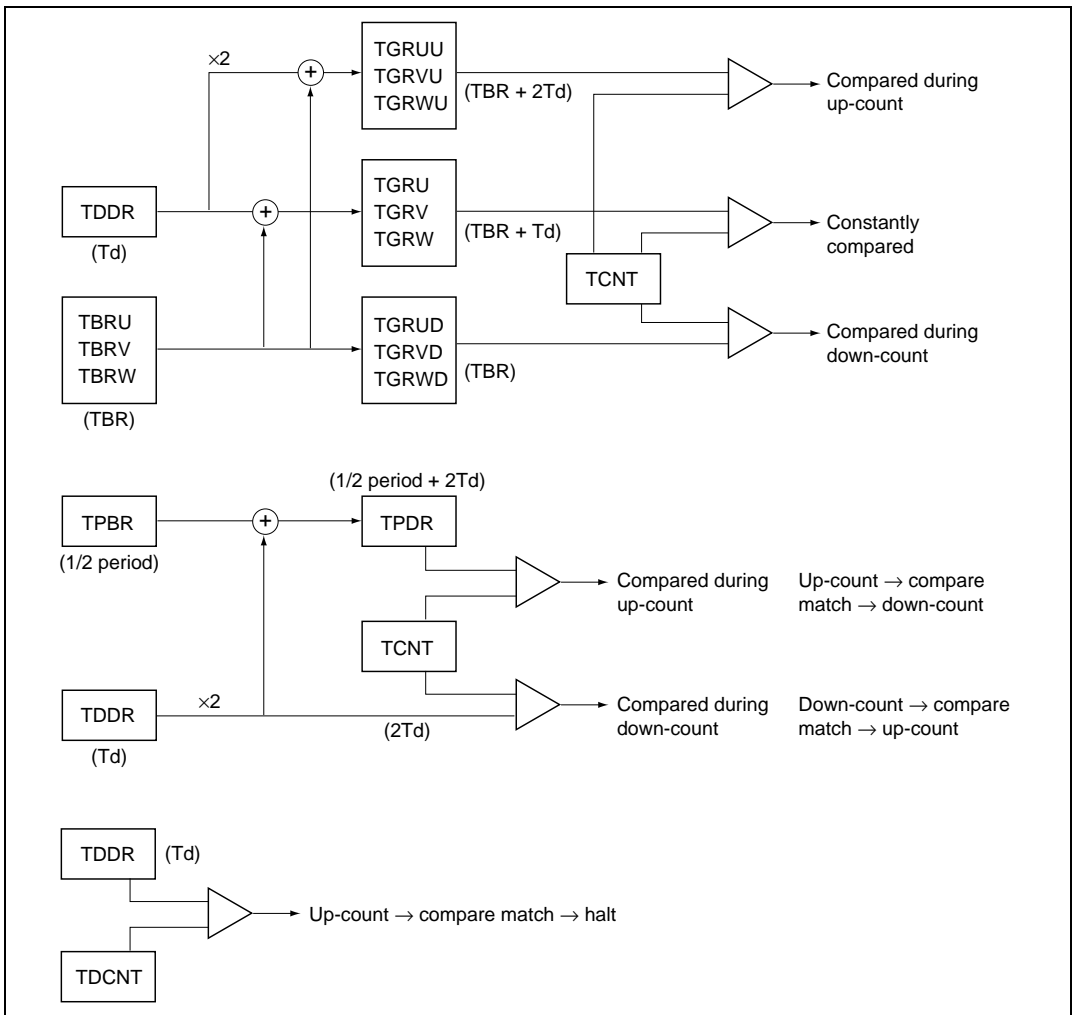 ×2
TGRUU
TGRVU
TGRWU
(TBR + 2Td)
Compared during
up-count
TDDR
(Td)
TGRU
TGRV
TGRW
(TBR + Td)
Constantly
compared
TCNT
TBRU
TBRV
TBRW
(TBR)
TGRUD
TGRVD
TGRWD
(TBR)
Compared during
down-count
(1/2 period + 2Td)
TPBR
(1/2 period)
TPDR
Compared during
up-count
Up-count → compare
match → down-count
TCNT
TDDR
(Td)
×2
(2Td)
Compared during
down-count
Down-count → compare
match → up-count
TDDR
(Td)
Up-count → compare match → halt
TDCNT